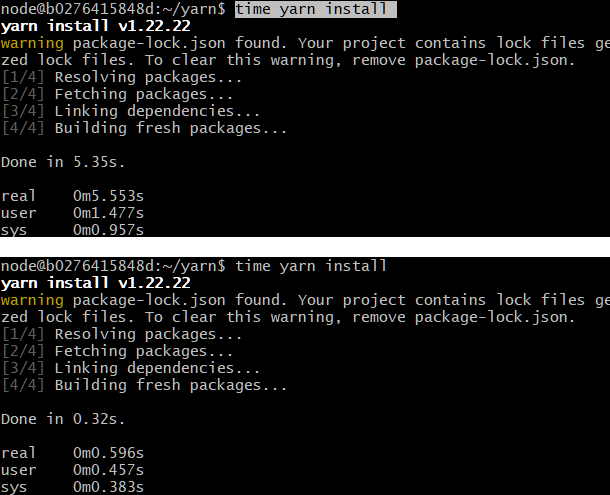 node@b0276415848d:~/yarn$ time yarn install
yarn install v1.22.22
warning package-lock.json found. Your project contains lock files ge
zed lock files. To clear this warning, remove package-lock.json.
[1/4] Resolving packages...
[2/4] Fetching packages...
[3/4] Linking dependencies...
[4/4] Building fresh packages...
Done in 5.35s.
real 0m5.553s
user 0m1.477s
sys 0m0.957s
node@b0276415848d:~/yarn$ time yarn install
yarn install v1.22.22
warning package-lock.json found. Your project contains lock files ge
zed lock files. To clear this warning, remove package-lock.json.
[1/4] Resolving packages...
[2/4] Fetching packages...
[3/4] Linking dependencies...
[4/4] Building fresh packages...
Done in 0.32s.
real 0m0.596s
user 0m0.457s
sys 0m0.383s